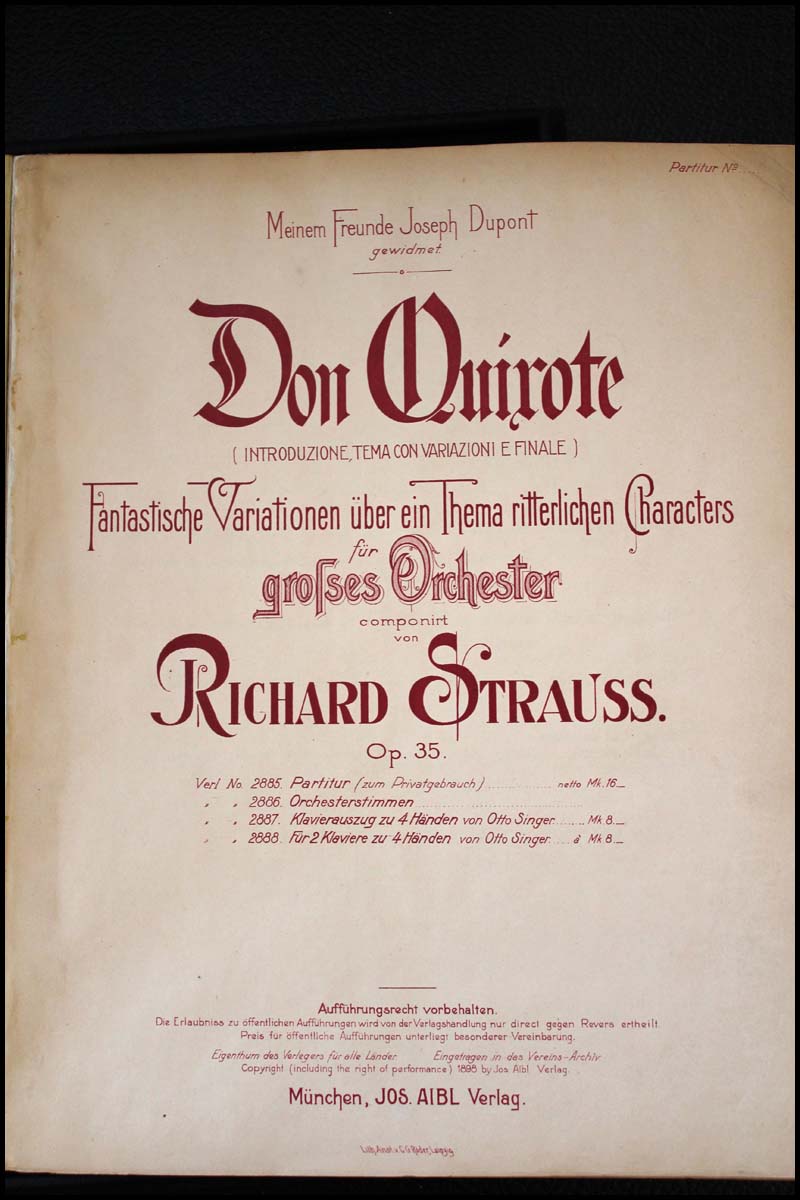 Partitur No. ....
Meinem Freunde Joseph Dupont
gewidmet.
Don Quixote
( INTRODUZIONE, TEMA CON VARIAZIONI E FINALE )
Fantastische Variationen über ein Thema ritterlichen Characters
für
groſses Orchester
componirt
von
RICHARD STRAUSS.
Op. 35.
Verl No. 2885. Partitur (zum Privatgebrauch) .............. netto Mk. 16._
" " 2886. Orchesterstimmen ....................................
" " 2887. Klavierauszug zu 4 Händen von Otto Singer ....... „ Mk 8._
" " 2888. Für 2 Klaviere zu 4 Händen von Otto Singer. .... à Mk 8._
Aufführungsrecht vorbehalten.
Die Erlaubniss zu öffentlichen Aufführungen wird von der Verlagshandlung nur direct gegen Revers ertheilt.
Preis für öffentliche Aufführungen unterliegt besonderer Vereinbarung.
Eigenthum des Verlegers für alle Länder. Eingetragen in das Vereins-Archiv
Copyright (including the right of performance) 1898 by Jos. Aibl Verlag.
München, JOS. AIBL Verlag.
Lith. Anst. v. C.G. Röder, Leipzig